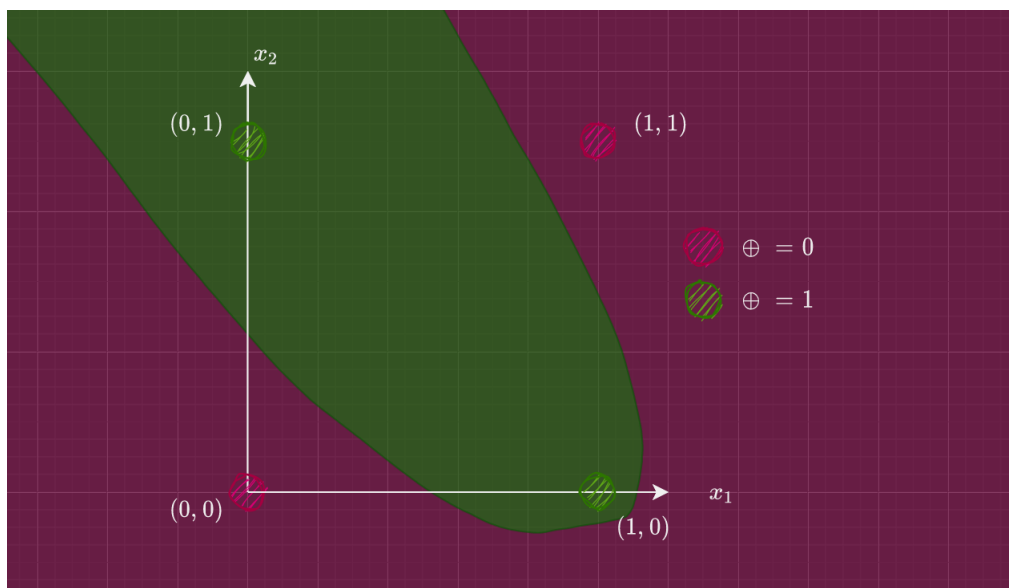 x₂
(0, 1)
(1, 1)
⊕ = 0
⊕ = 1
(0, 0)
x₁
(1, 0)